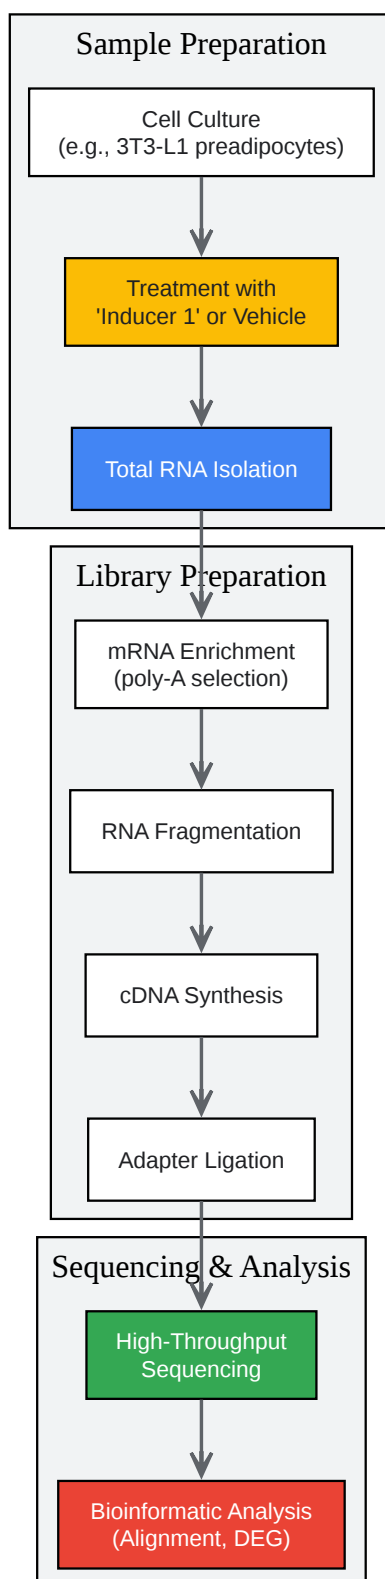 Sample Preparation
Cell Culture
(e.g., 3T3-L1 preadipocytes)
Treatment with
'Inducer 1' or Vehicle
Total RNA Isolation
Library Preparation
mRNA Enrichment
(poly-A selection)
RNA Fragmentation
cDNA Synthesis
Adapter Ligation
Sequencing & Analysis
High-Throughput
Sequencing
Bioinformatic Analysis
(Alignment, DEG)